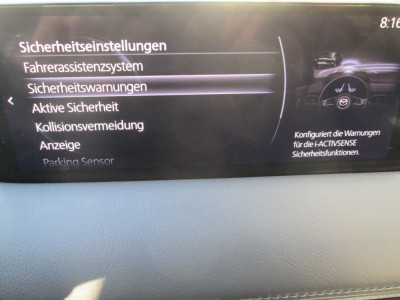 8:16
Sicherheitseinstellungen
Fahrerassistenzsystem
Sicherheitswarnungen
Aktive Sicherheit
Kollisionsvermeidung
Anzeige
Parking Sensor
Konfiguriert die Warnungen
für die i-ACTIVSENSE
Sicherheitsfunktionen.